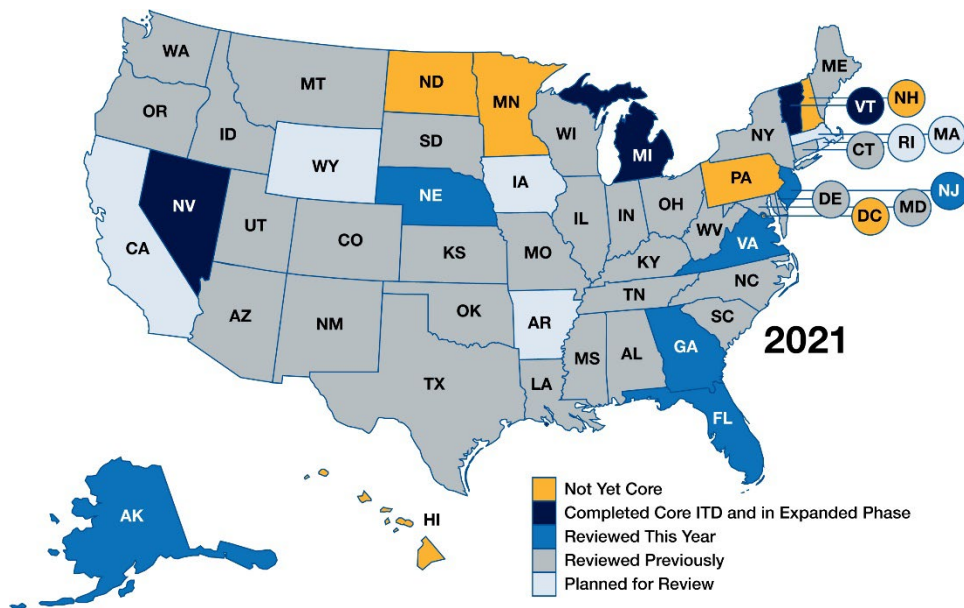 WA
MT
ND
MN
ME
OR
ID
SD
WI
NY
VT
NH
WY
MI
CT
RI
MA
NV
NE
IA
PA
DE
NJ
CA
UT
CO
KS
MO
IL
IN
OH
WV
VA
DC
MD
KY
AZ
NM
OK
AR
TN
NC
SC
MS
AL
GA
2021
TX
LA
FL
AK
HI
Not Yet Core
Completed Core ITD and in Expanded Phase
Reviewed This Year
Reviewed Previously
Planned for Review